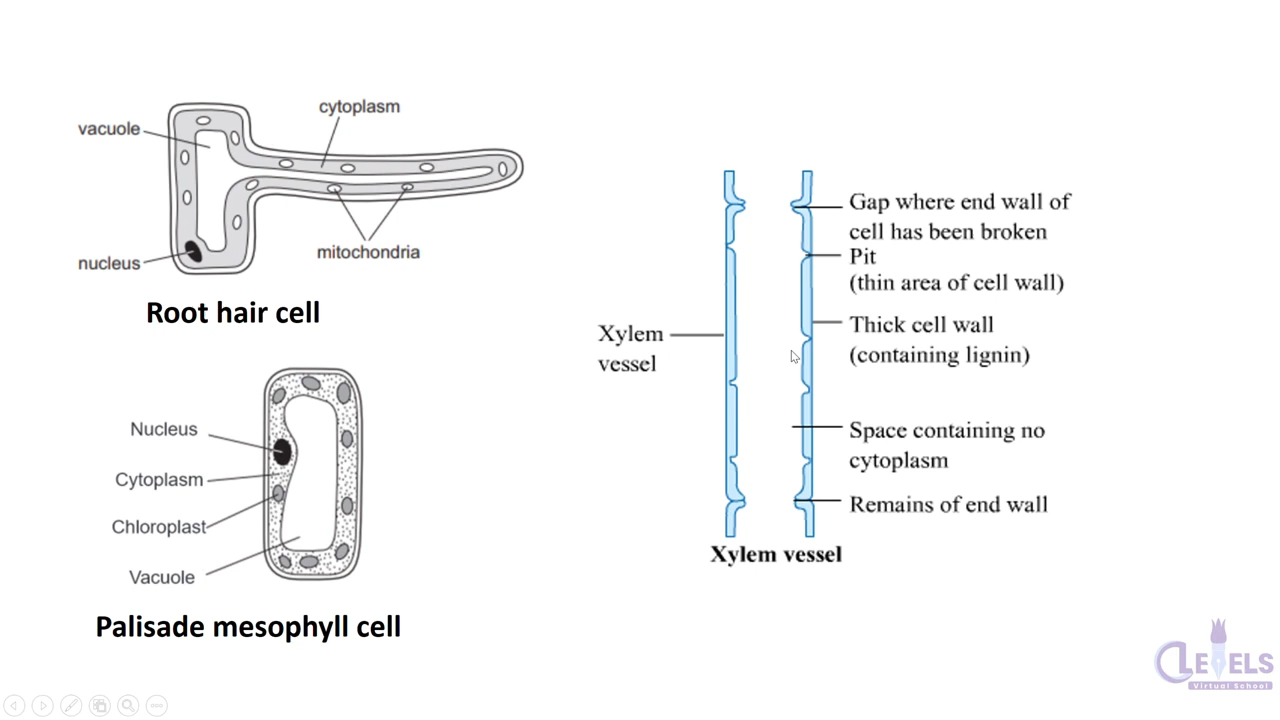 vacuole
cytoplasm
mitochondria
nucleus
Root hair cell
Nucleus
Cytoplasm
Chloroplast
Vacuole
Palisade mesophyll cell
Xylem
vessel
Gap where end wall of
cell has been broken
Pit
(thin area of cell wall)
Thick cell wall
(containing lignin)
Space containing no
cytoplasm
Remains of end wall
Xylem vessel
OLEVELS
Virtual School